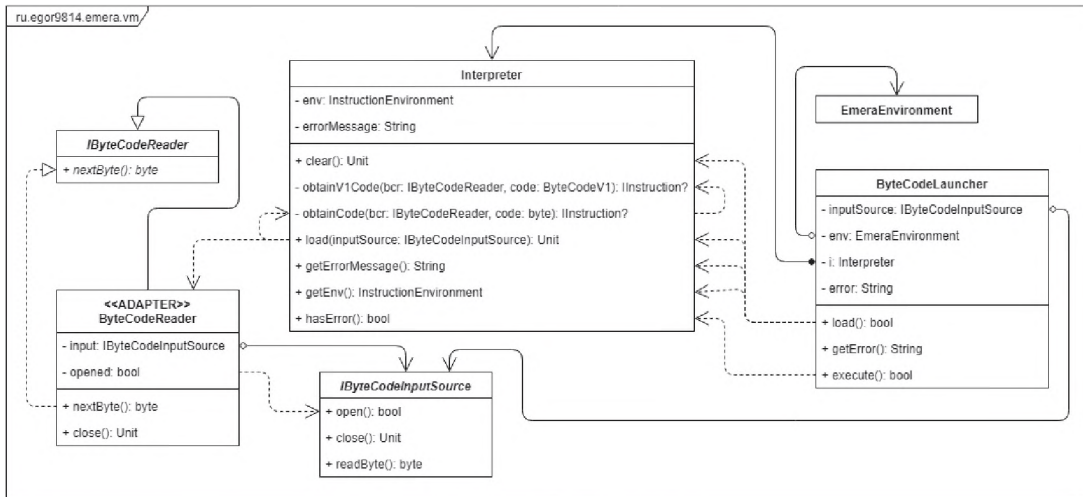 ru.egor9814.emera.vm
Interpreter
- env: InstructionEnvironment
- errorMessage: String
+ clear(): Unit
- obtainV1Code(bcr: IByteCodeReader, code: ByteCodeV1): IInstruction?
- obtainCode(bcr: IByteCodeReader, code: byte): IInstruction?
+ load(inputSource: IByteCodeInputSource): Unit
+ getErrorMessage(): String
+ getEnv(): InstructionEnvironment
+ hasError(): bool
EmeraEnvironment
IByteCodeReader
+ nextByte(): byte
ByteCodeLauncher
- inputSource: IByteCodeInputSource
- env: EmeraEnvironment
- i: Interpreter
- error: String
+ load(): bool
+ getError(): String
+ execute(): bool
<<ADAPTER>>
ByteCodeReader
- input: IByteCodeInputSource
- opened: bool
+ nextByte(): byte
+ close(): Unit
IByteCodeInputSource
+ open(): bool
+ close(): Unit
+ readByte(): byte